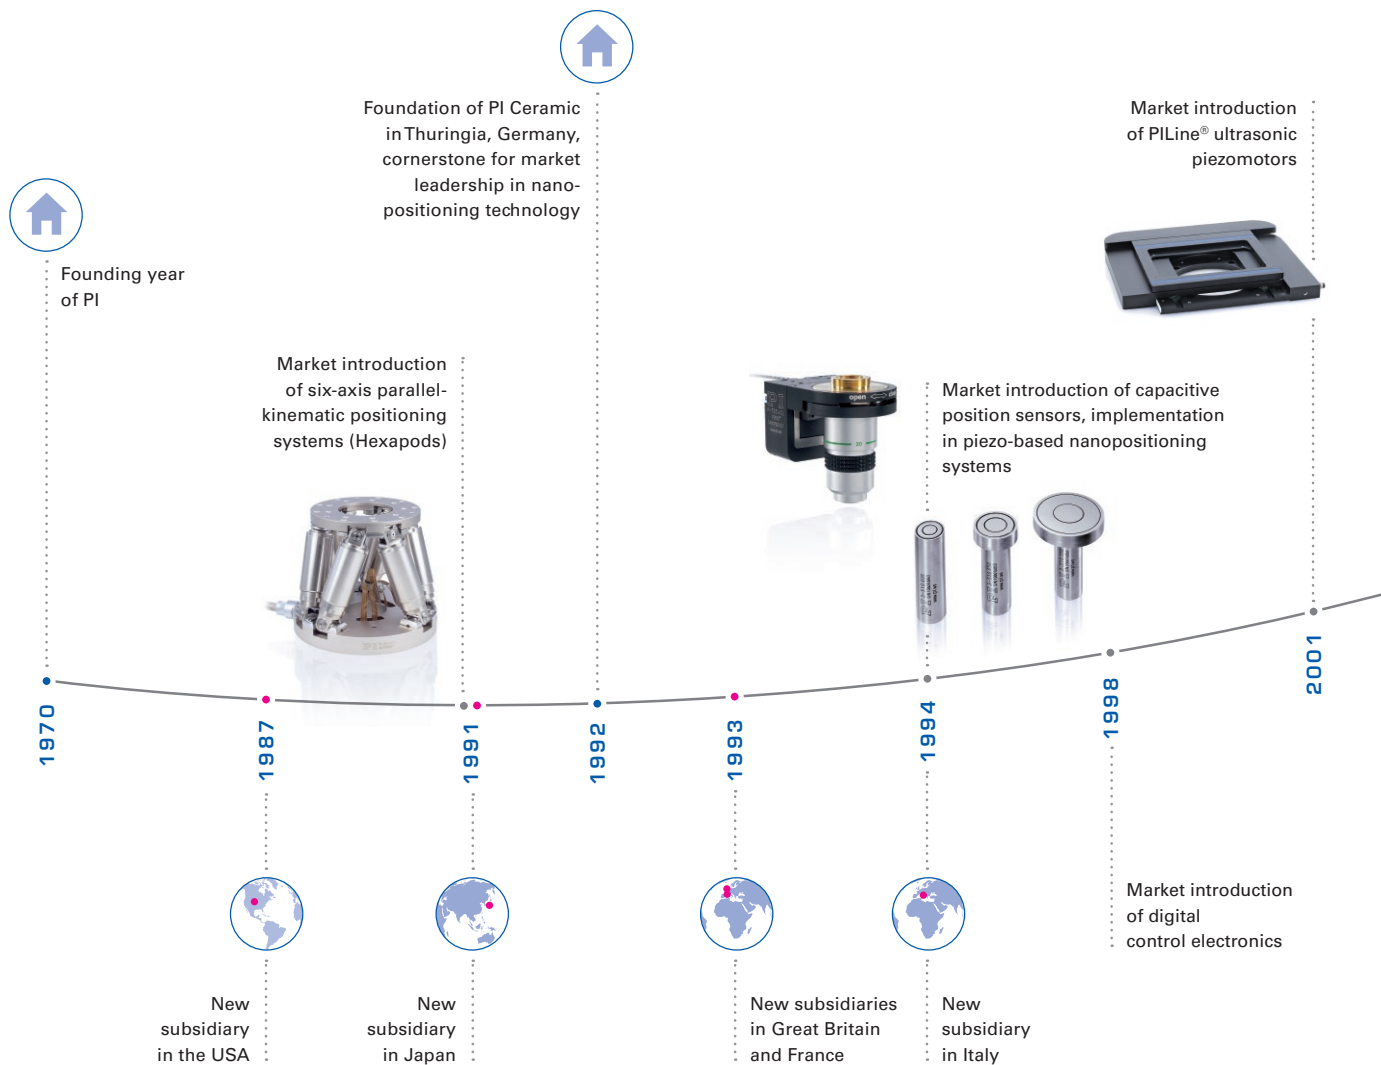 Foundation of PI Ceramic
in Thuringia, Germany,
cornerstone for market
leadership in nano-
positioning technology
Market introduction
of PILine® ultrasonic
piezomotors
Founding year
of PI
Market introduction
of six-axis parallel-
kinematic positioning
systems (Hexapods)
open
Market introduction of capacitive
position sensors, implementation
in piezo-based nanopositioning
systems
1970
1987
1991
1992
1993
1994
1998
2001
Market introduction
of digital
control electronics
New
subsidiary
in the USA
New
subsidiary
in Japan
New subsidiaries
in Great Britain
and France
New
subsidiary
in Italy